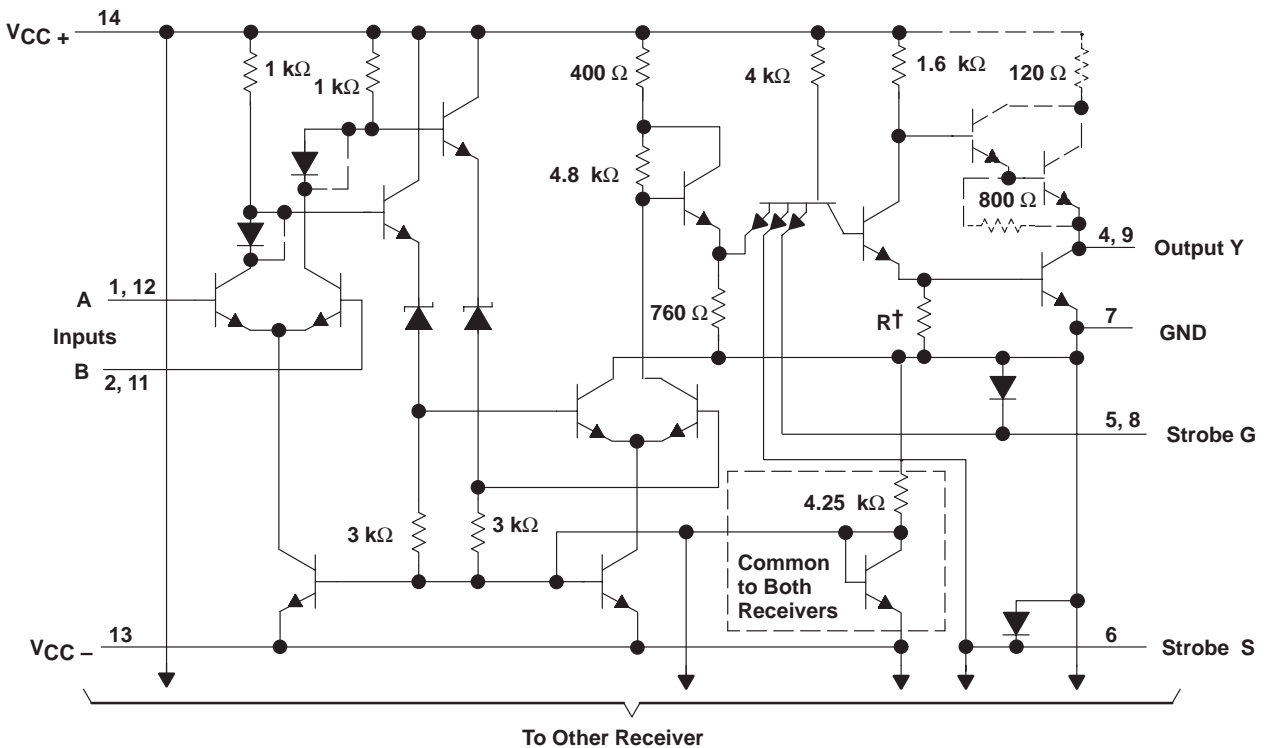 VCC + 14
1 kΩ
1 kΩ
400 Ω
4 kΩ
1.6 kΩ
120 Ω
4.8 kΩ
800 Ω
4, 9 Output Y
A 1, 12
760 Ω
R†
7 GND
Inputs
B 2, 11
5, 8 Strobe G
4.25 kΩ
3 kΩ
3 kΩ
Common
to Both
Receivers
VCC – 13
6 Strobe S
To Other Receiver